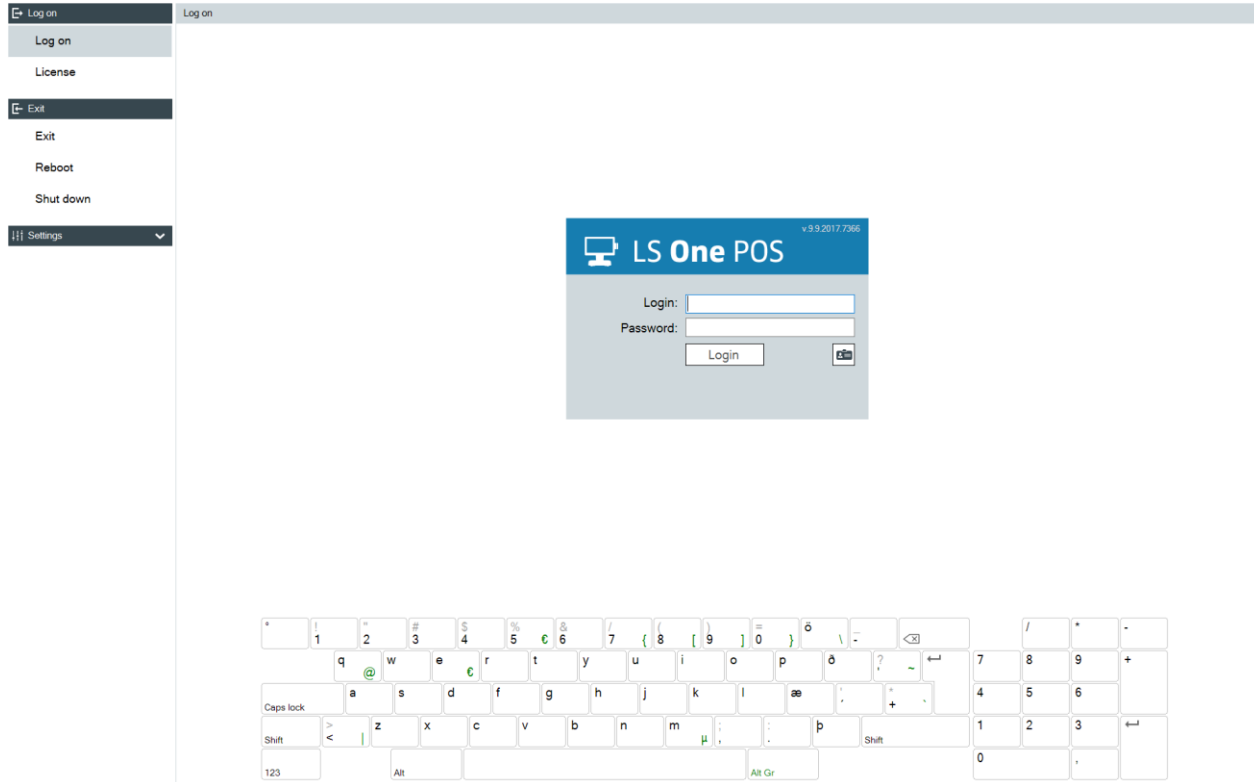 Log on
Log on
Log on
License
Exit
Exit
Reboot
Shut down
Settings
v.9.9.2017.7366
LS One POS
Login:
Password:
Login
° ! 1 " 2 # 3 $ 4 % 5 € & 6 / 7 { ( 8 [ ) 9 ] = 0 } ö \ _ - / * -
q @ w e € r t y u i o p ð ? ' ~ 7 8 9 +
Caps lock a s d f g h j k l æ ' ´ * + ` 4 5 6
Shift > < | z x c v b n m µ ; , : . þ Shift 1 2 3
123 Alt Alt Gr 0 ,